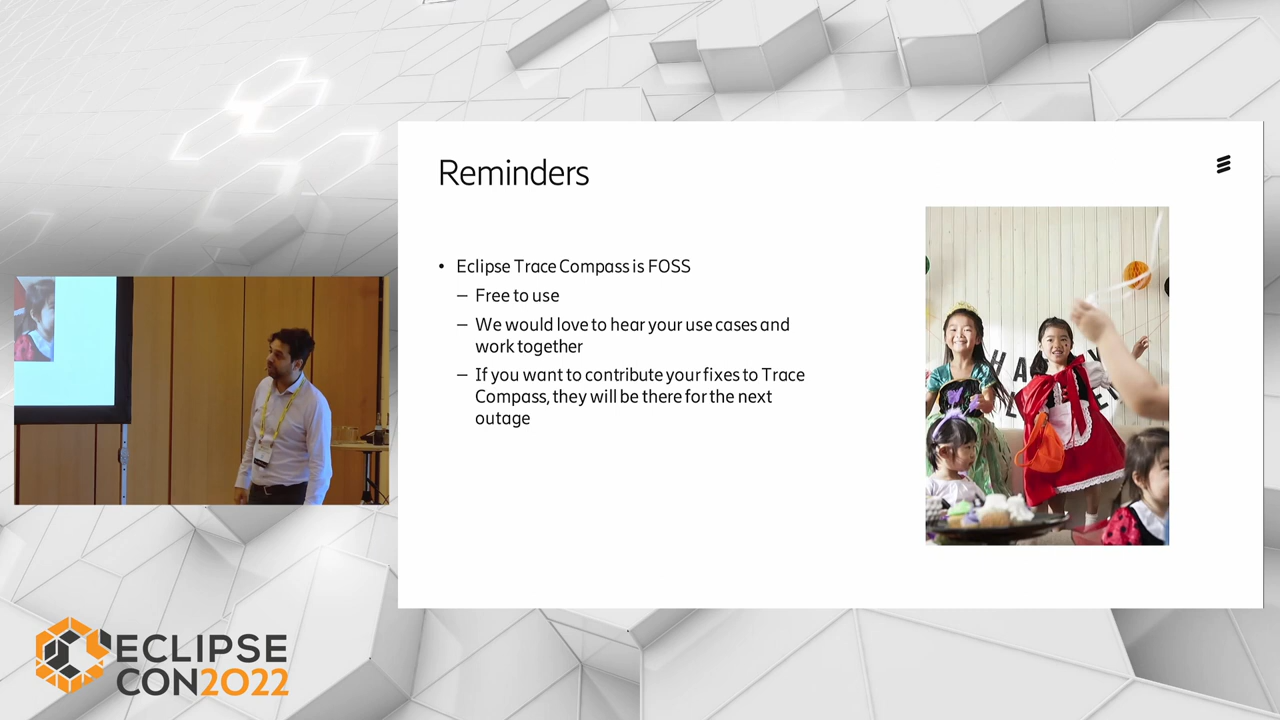 Reminders
• Eclipse Trace Compass is FOSS
– Free to use
– We would love to hear your use cases and
work together
– If you want to contribute your fixes to Trace
Compass, they will be there for the next
outage
ECLIPSE
CON2022